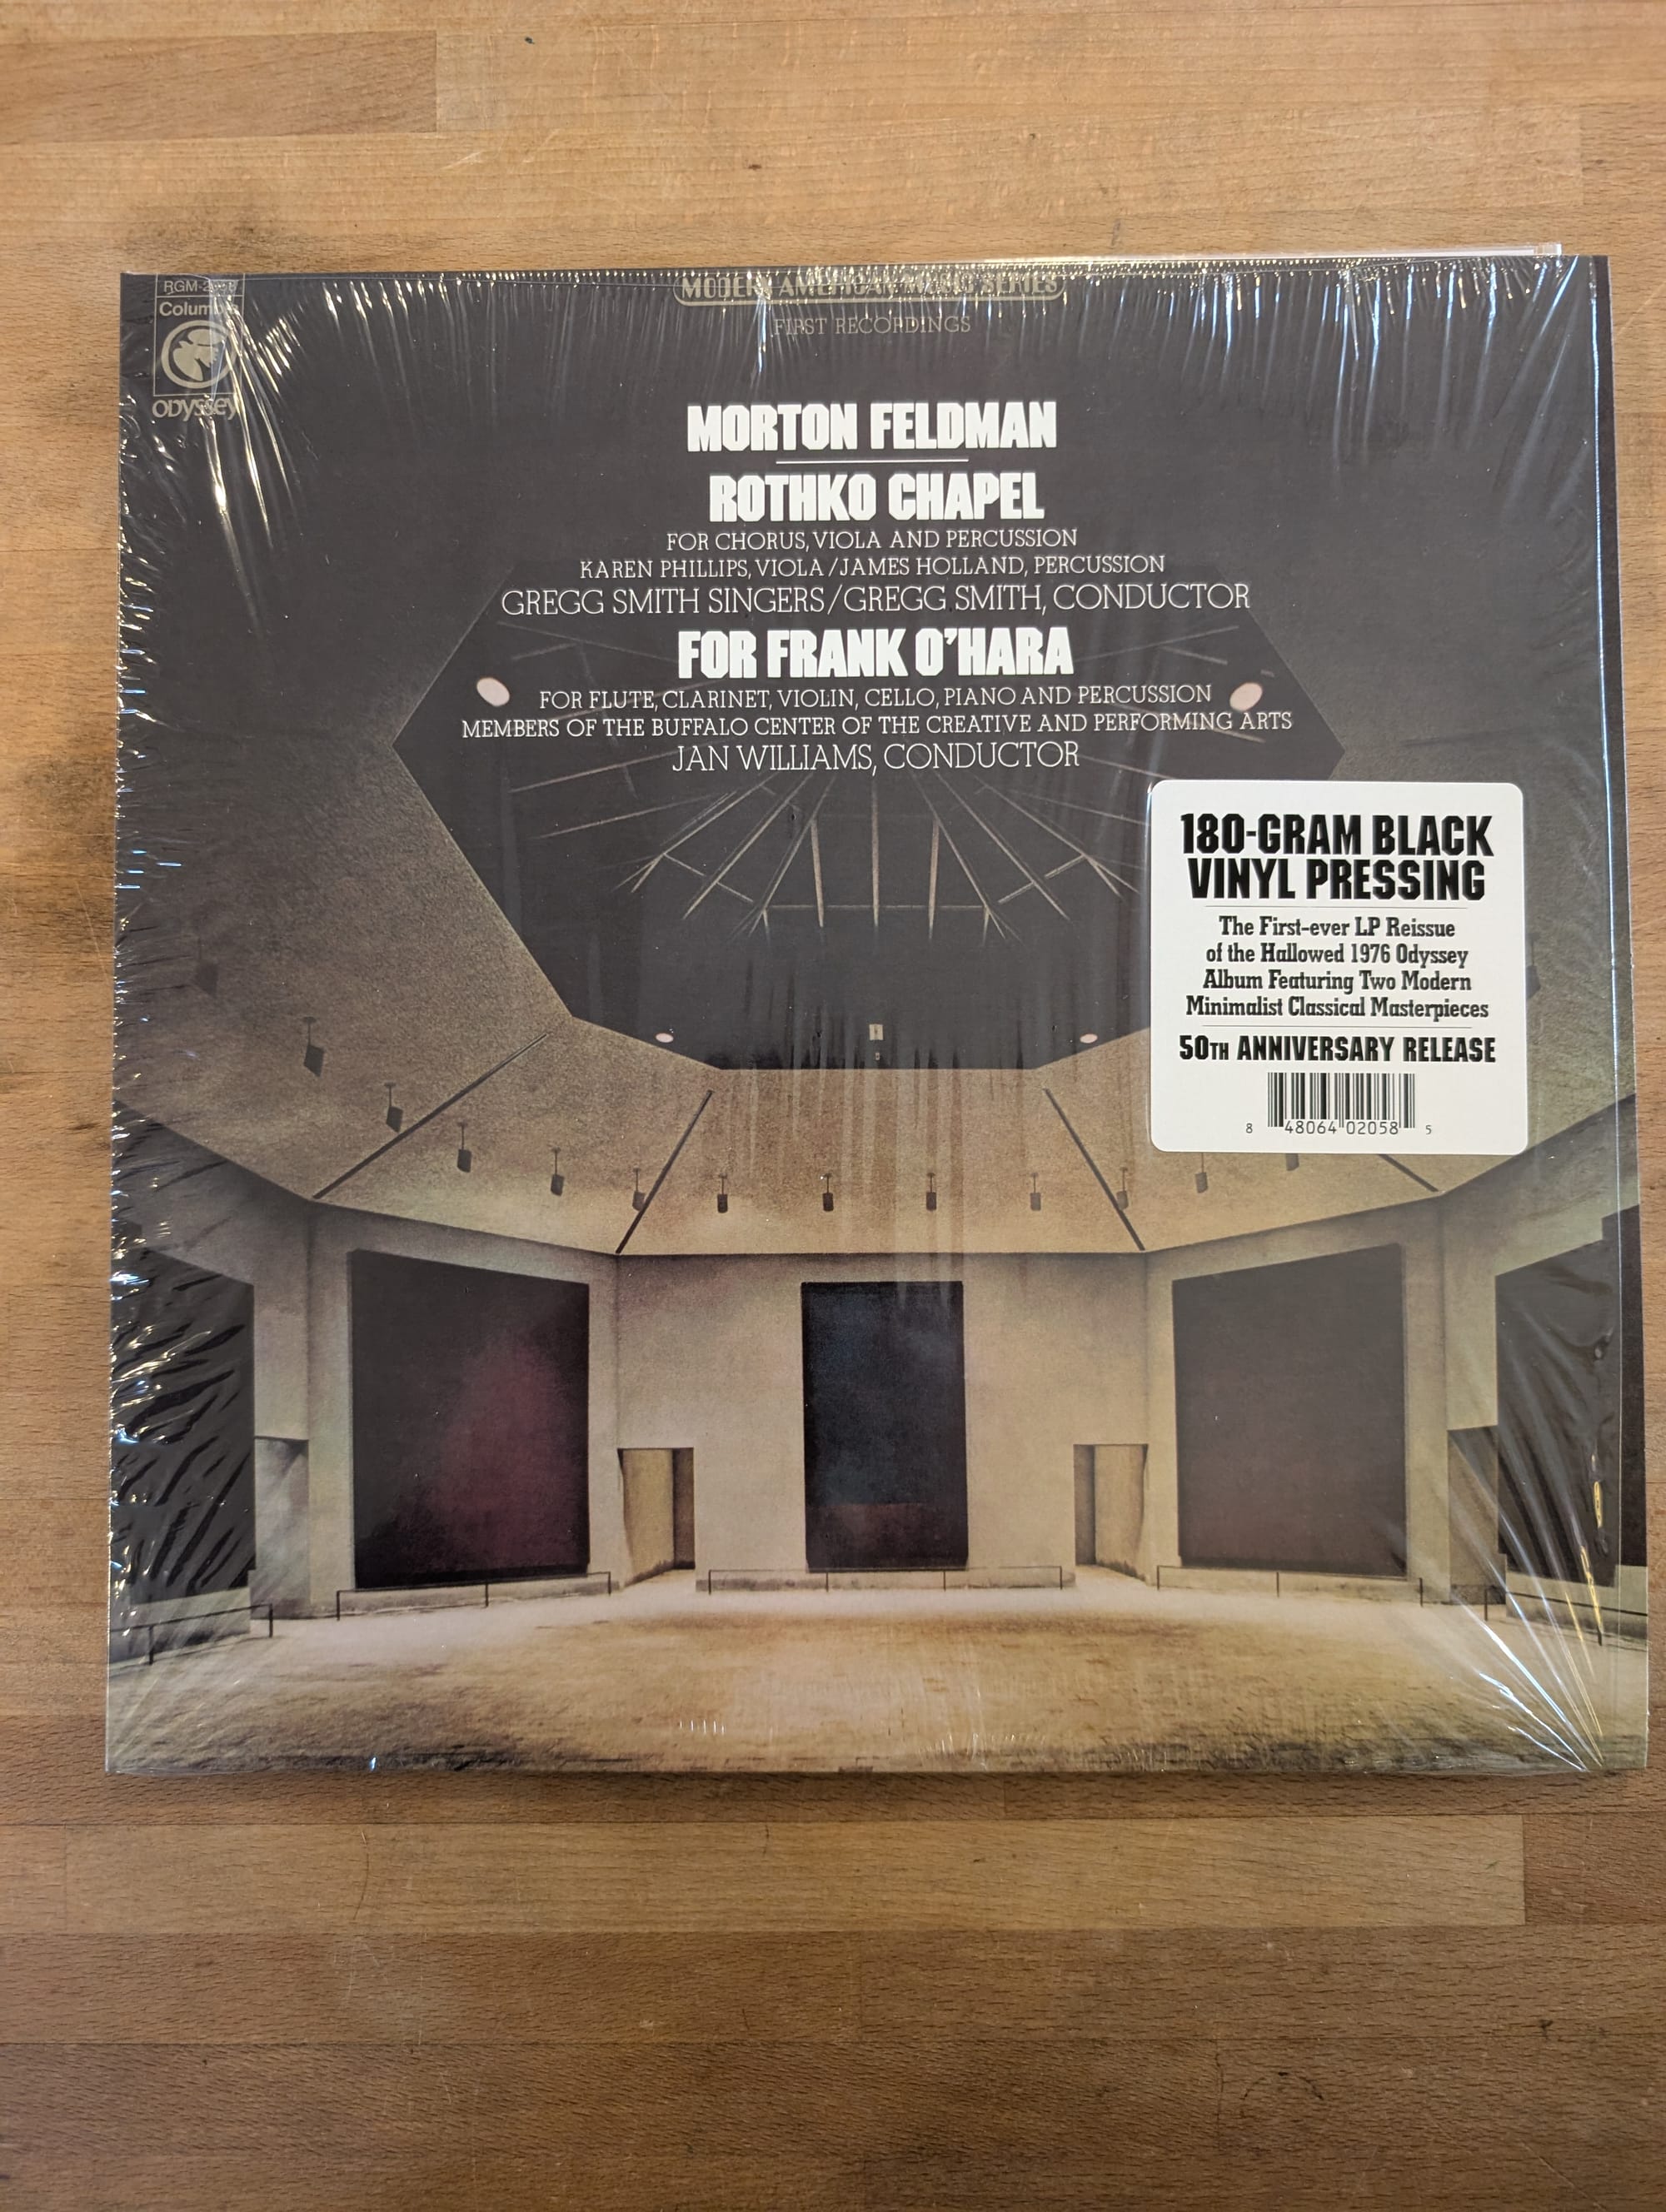 Columbia
ODYSSEY
MODERN AMERICAN MUSIC SERIES
FIRST RECORDINGS
MORTON FELDMAN
ROTHKO CHAPEL
FOR CHORUS, VIOLA AND PERCUSSION
KAREN PHILLIPS, VIOLA/JAMES HOLLAND, PERCUSSION
GREGG SMITH SINGERS/GREGG SMITH, CONDUCTOR
FOR FRANK O'HARA
FOR FLUTE, CLARINET, VIOLIN, CELLO, PIANO AND PERCUSSION
MEMBERS OF THE BUFFALO CENTER OF THE CREATIVE AND PERFORMING ARTS
JAN WILLIAMS, CONDUCTOR
180-GRAM BLACK
VINYL PRESSING
The First-ever LP Reissue
of the Hallowed 1976 Odyssey
Album Featuring Two Modern
Minimalist Classical Masterpieces
50TH ANNIVERSARY RELEASE
8 48064 02058 5